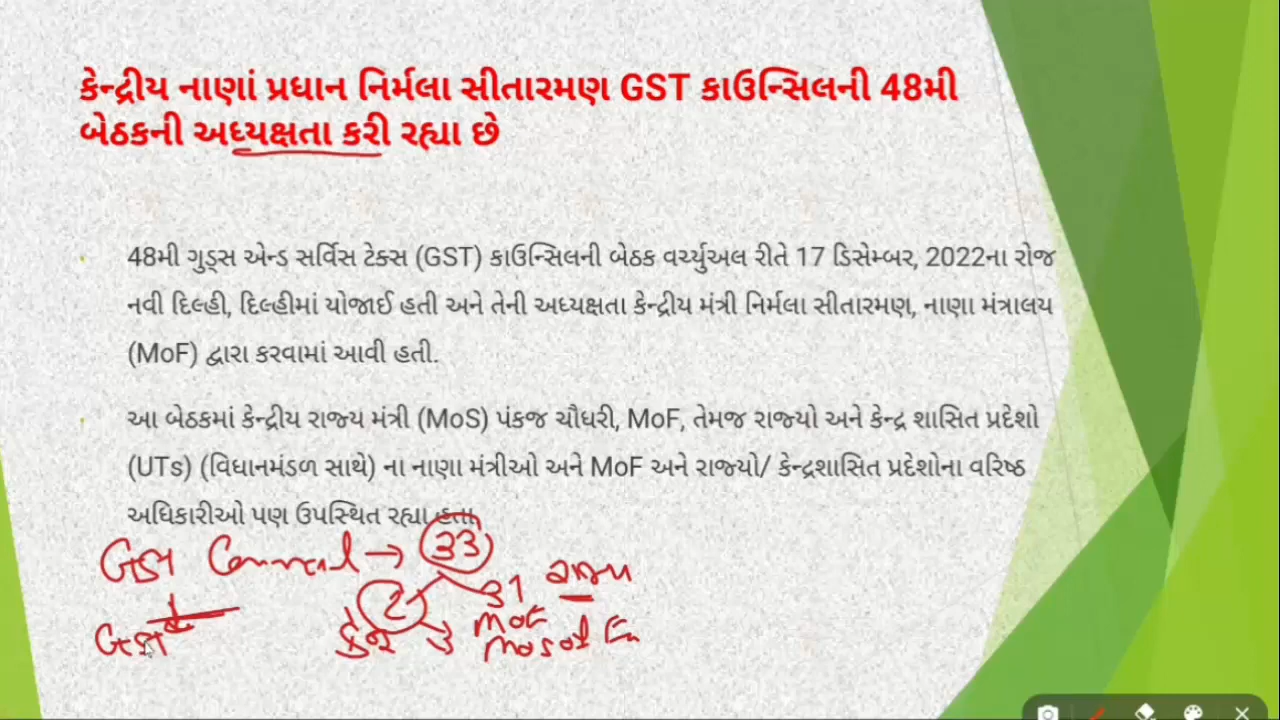 કેન્દ્રીય નાણાં પ્રધાન નિર્મલા સીતારમણ GST કાઉન્સિલની 48મી
બેઠકની અધ્યક્ષતા કરી રહ્યા છે
48મી ગુડ્સ એન્ડ સર્વિસ ટેક્સ (GST) કાઉન્સિલની બેઠક વર્ચ્યુઅલ રીતે 17 ડિસેમ્બર, 2022ના રોજ
નવી દિલ્હી, દિલ્હીમાં યોજાઈ હતી અને તેની અધ્યક્ષતા કેન્દ્રીય મંત્રી નિર્મલા સીતારમણ, નાણા મંત્રાલય
(MoF) દ્વારા કરવામાં આવી હતી.
આ બેઠકમાં કેન્દ્રીય રાજ્ય મંત્રી (MoS) પંકજ ચૌધરી, MoF, તેમજ રાજ્યો અને કેન્દ્ર શાસિત પ્રદેશો
(UTs) (વિધાનમંડળ સાથે) ના નાણા મંત્રીઓ અને MoF અને રાજ્યો/ કેન્દ્રશાસિત પ્રદેશોના વરિષ્ઠ
અધિકારીઓ પણ ઉપસ્થિત રહ્યા હતા
GST → 33
2 31 રાજ્ય
GST કેન્દ્ર MoF
MoS of Fin